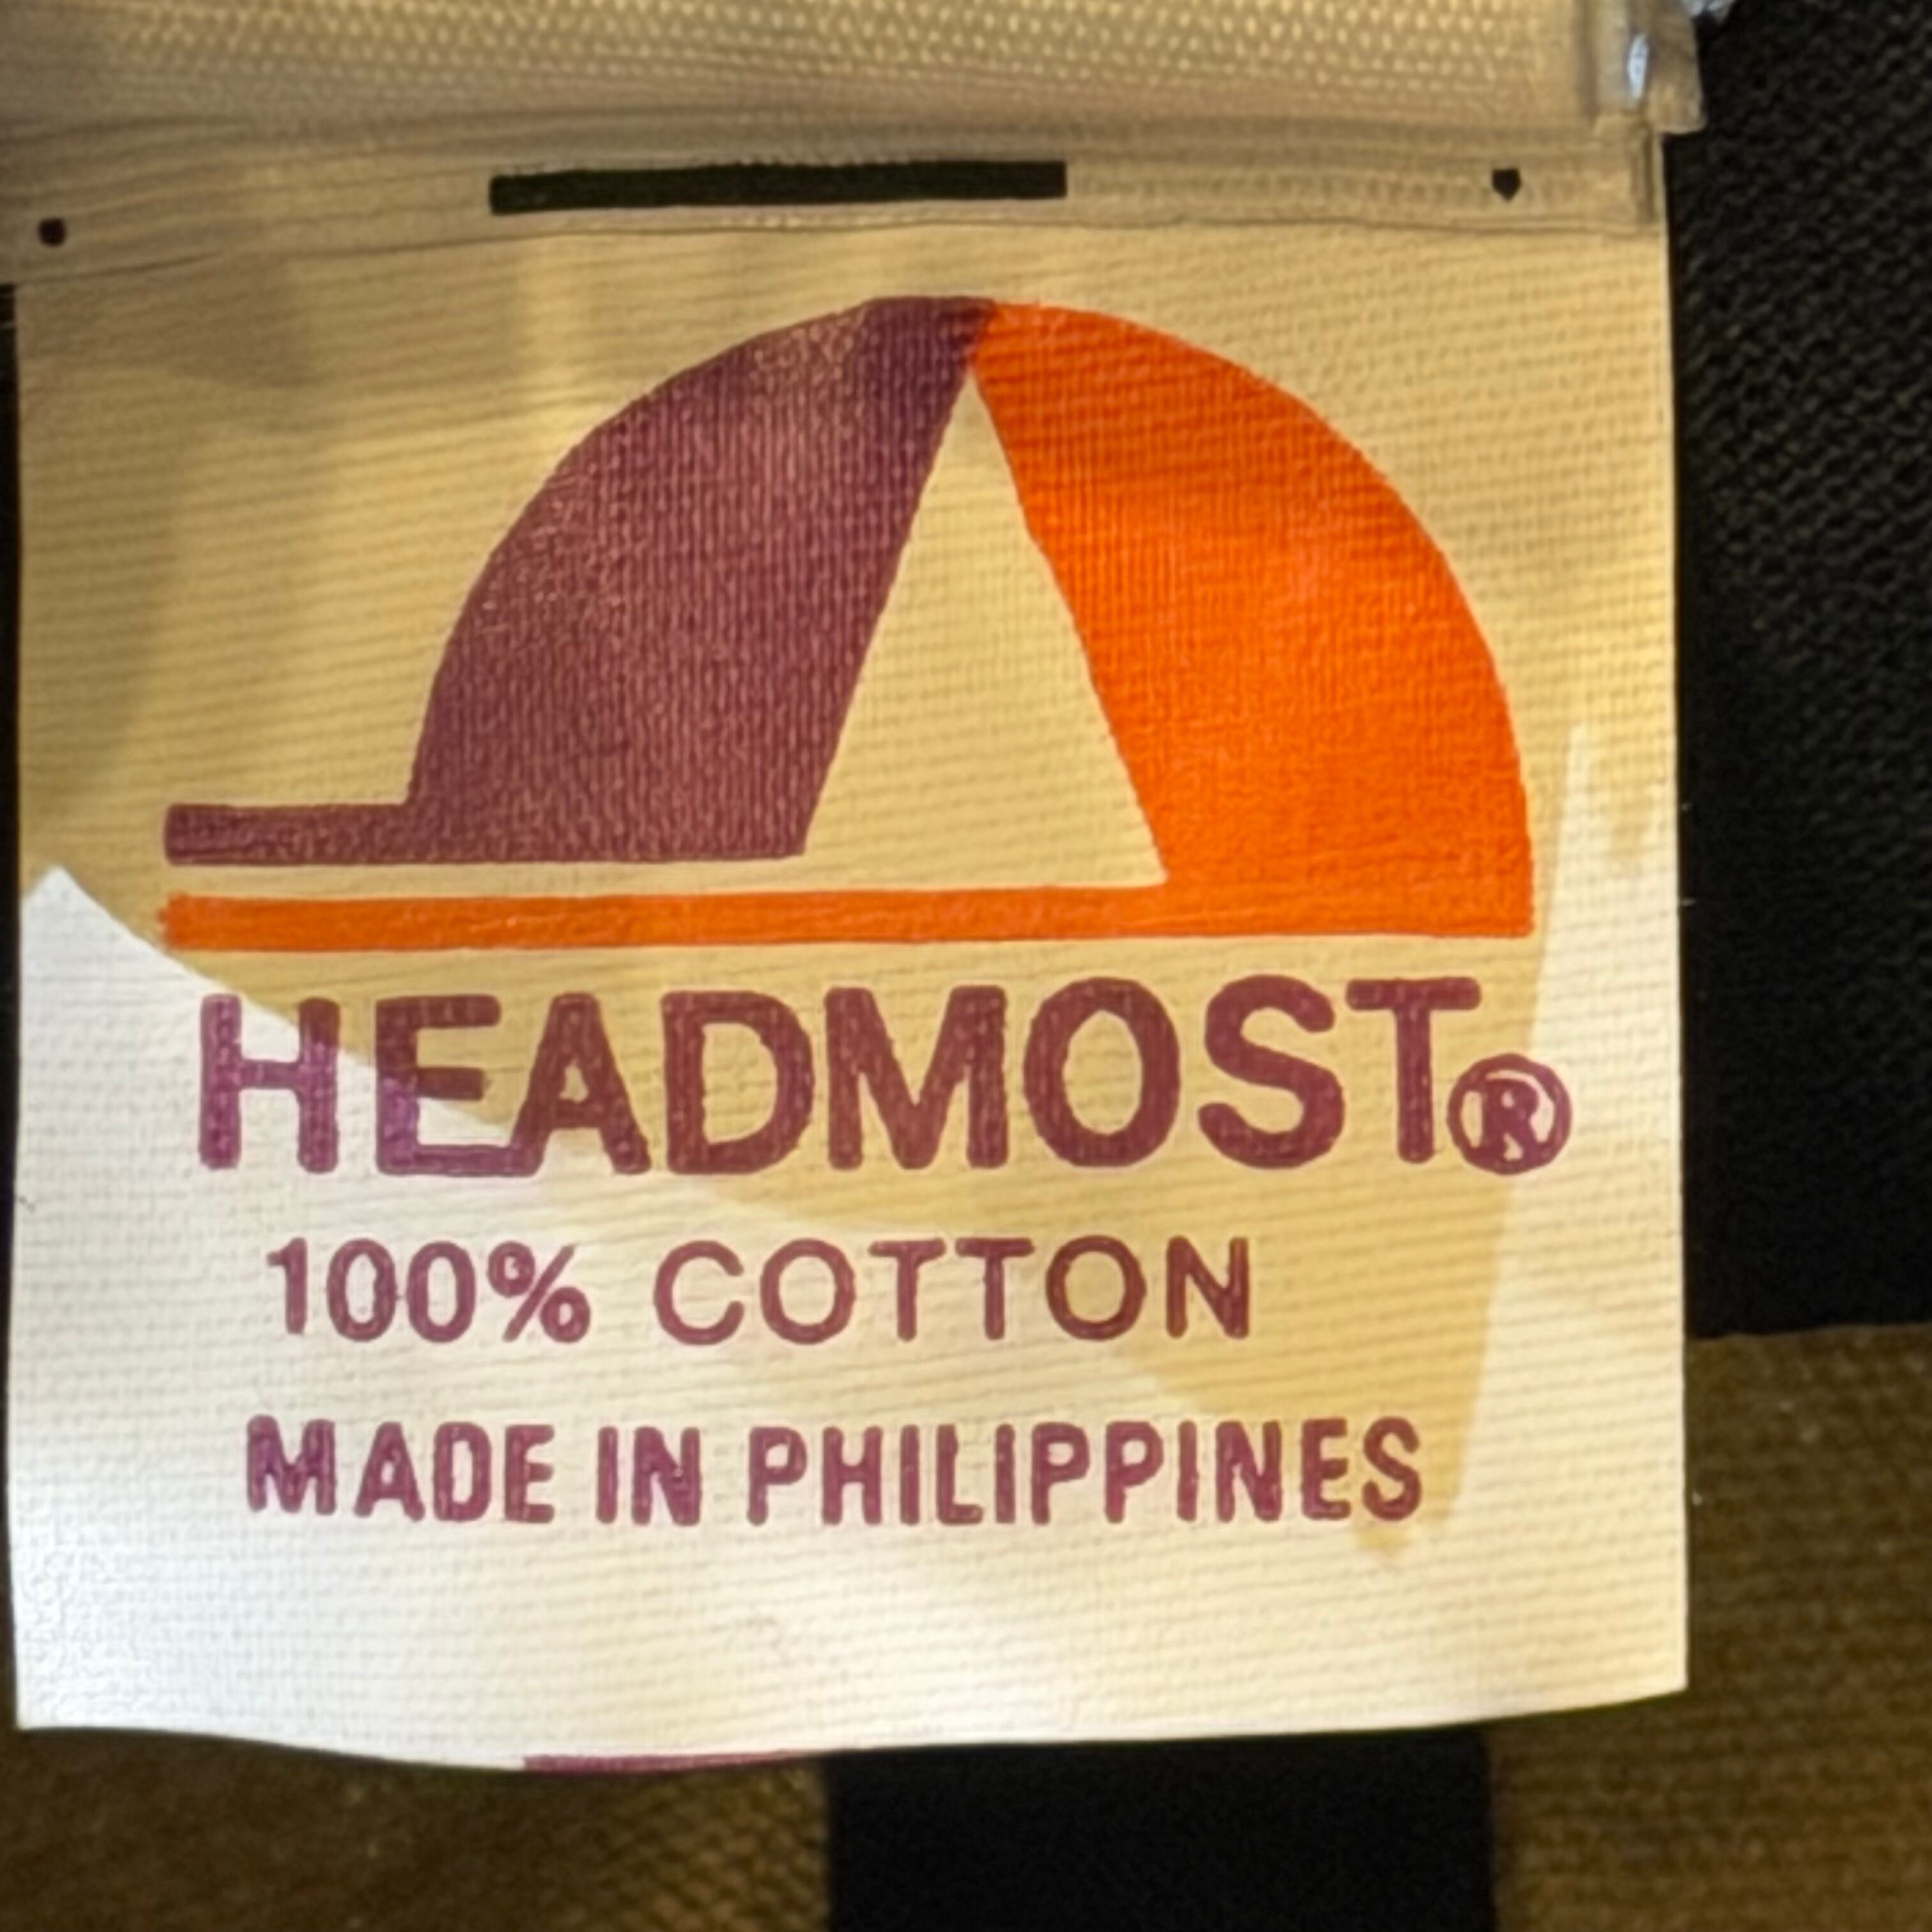 HEADMOST®
100% COTTON
MADE IN PHILIPPINES